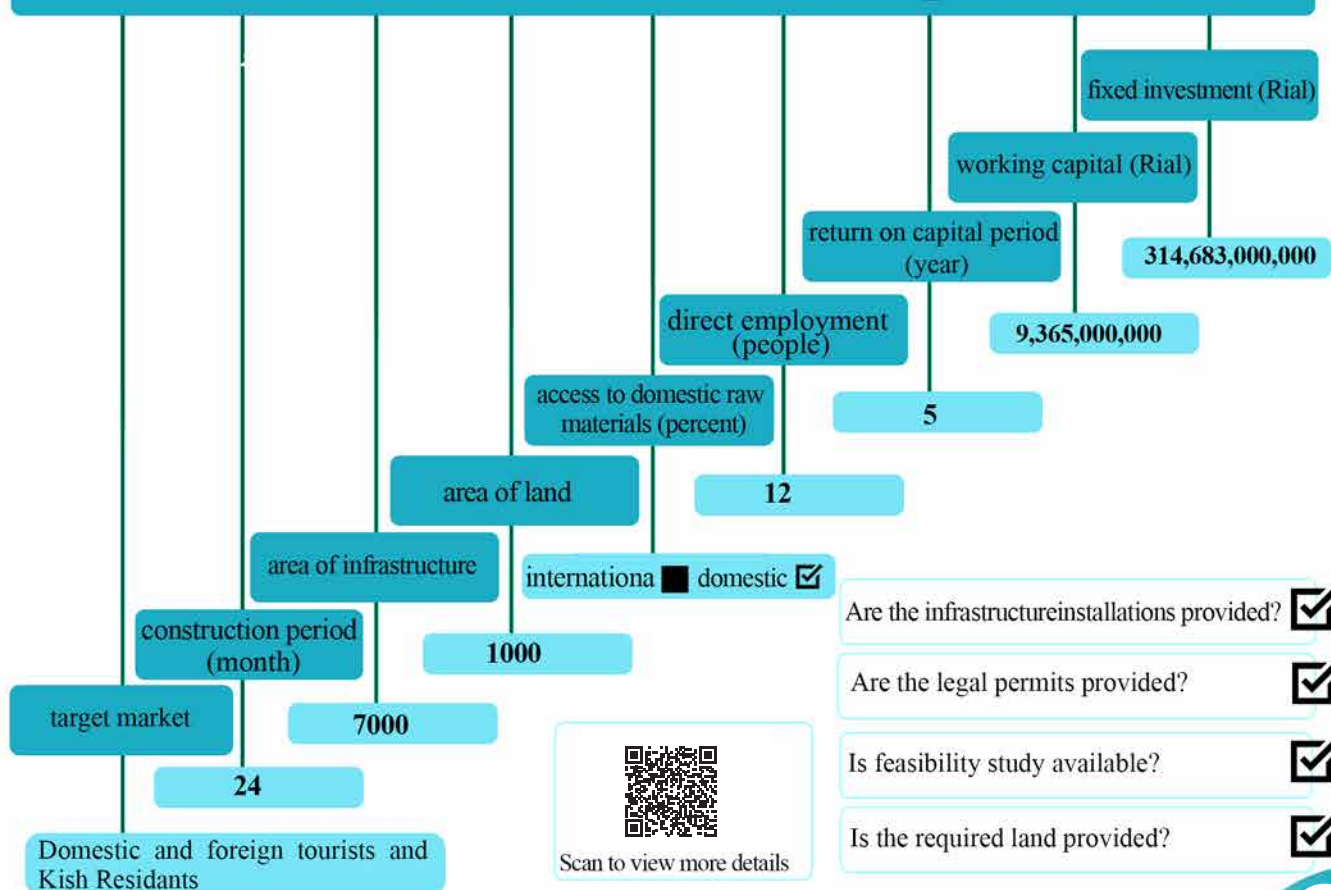 fixed investment (Rial)
314,683,000,000
working capital (Rial)
9,365,000,000
return on capital period
(year)
5
direct employment
(people)
12
access to domestic raw
materials (percent)
internationa domestic
area of land
1000
area of infrastructure
7000
construction period
(month)
24
target market
Domestic and foreign tourists and
Kish Residants
Scan to view more details
Are the infrastructureinstallations provided?
Are the legal permits provided?
Is feasibility study available?
Is the required land provided?